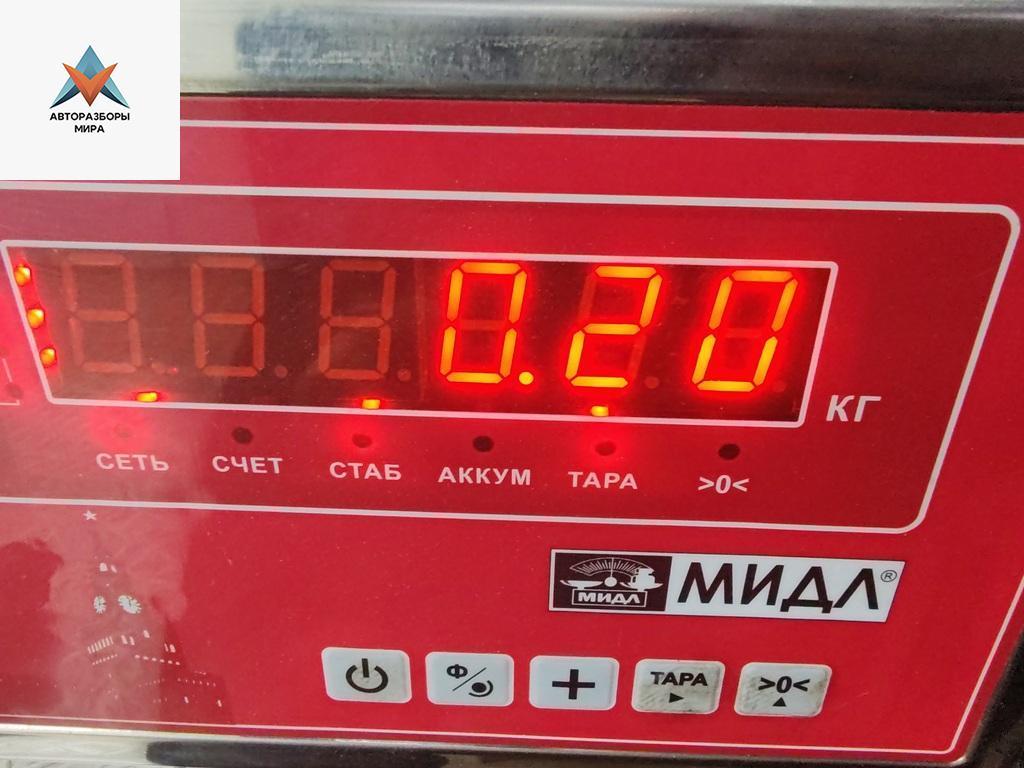 АВТОРАЗБОРЫ
МИРА
0.20
КГ
СЕТЬ СЧЕТ СТАБ АККУМ ТАРА >0<
МИДЛ МИДЛ®
Ф ТАРА >0<